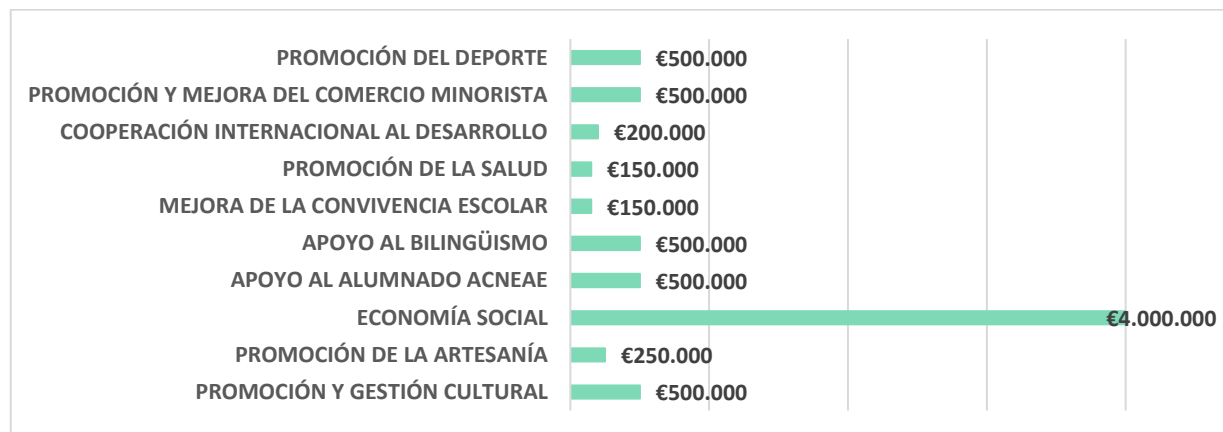 PROMOCIÓN DEL DEPORTE €500.000
PROMOCIÓN Y MEJORA DEL COMERCIO MINORISTA €500.000
COOPERACIÓN INTERNACIONAL AL DESARROLLO €200.000
PROMOCIÓN DE LA SALUD €150.000
MEJORA DE LA CONVIVENCIA ESCOLAR €150.000
APOYO AL BILINGÜISMO €500.000
APOYO AL ALUMNADO ACNEAE €500.000
ECONOMÍA SOCIAL €4.000.000
PROMOCIÓN DE LA ARTESANÍA €250.000
PROMOCIÓN Y GESTIÓN CULTURAL €500.000